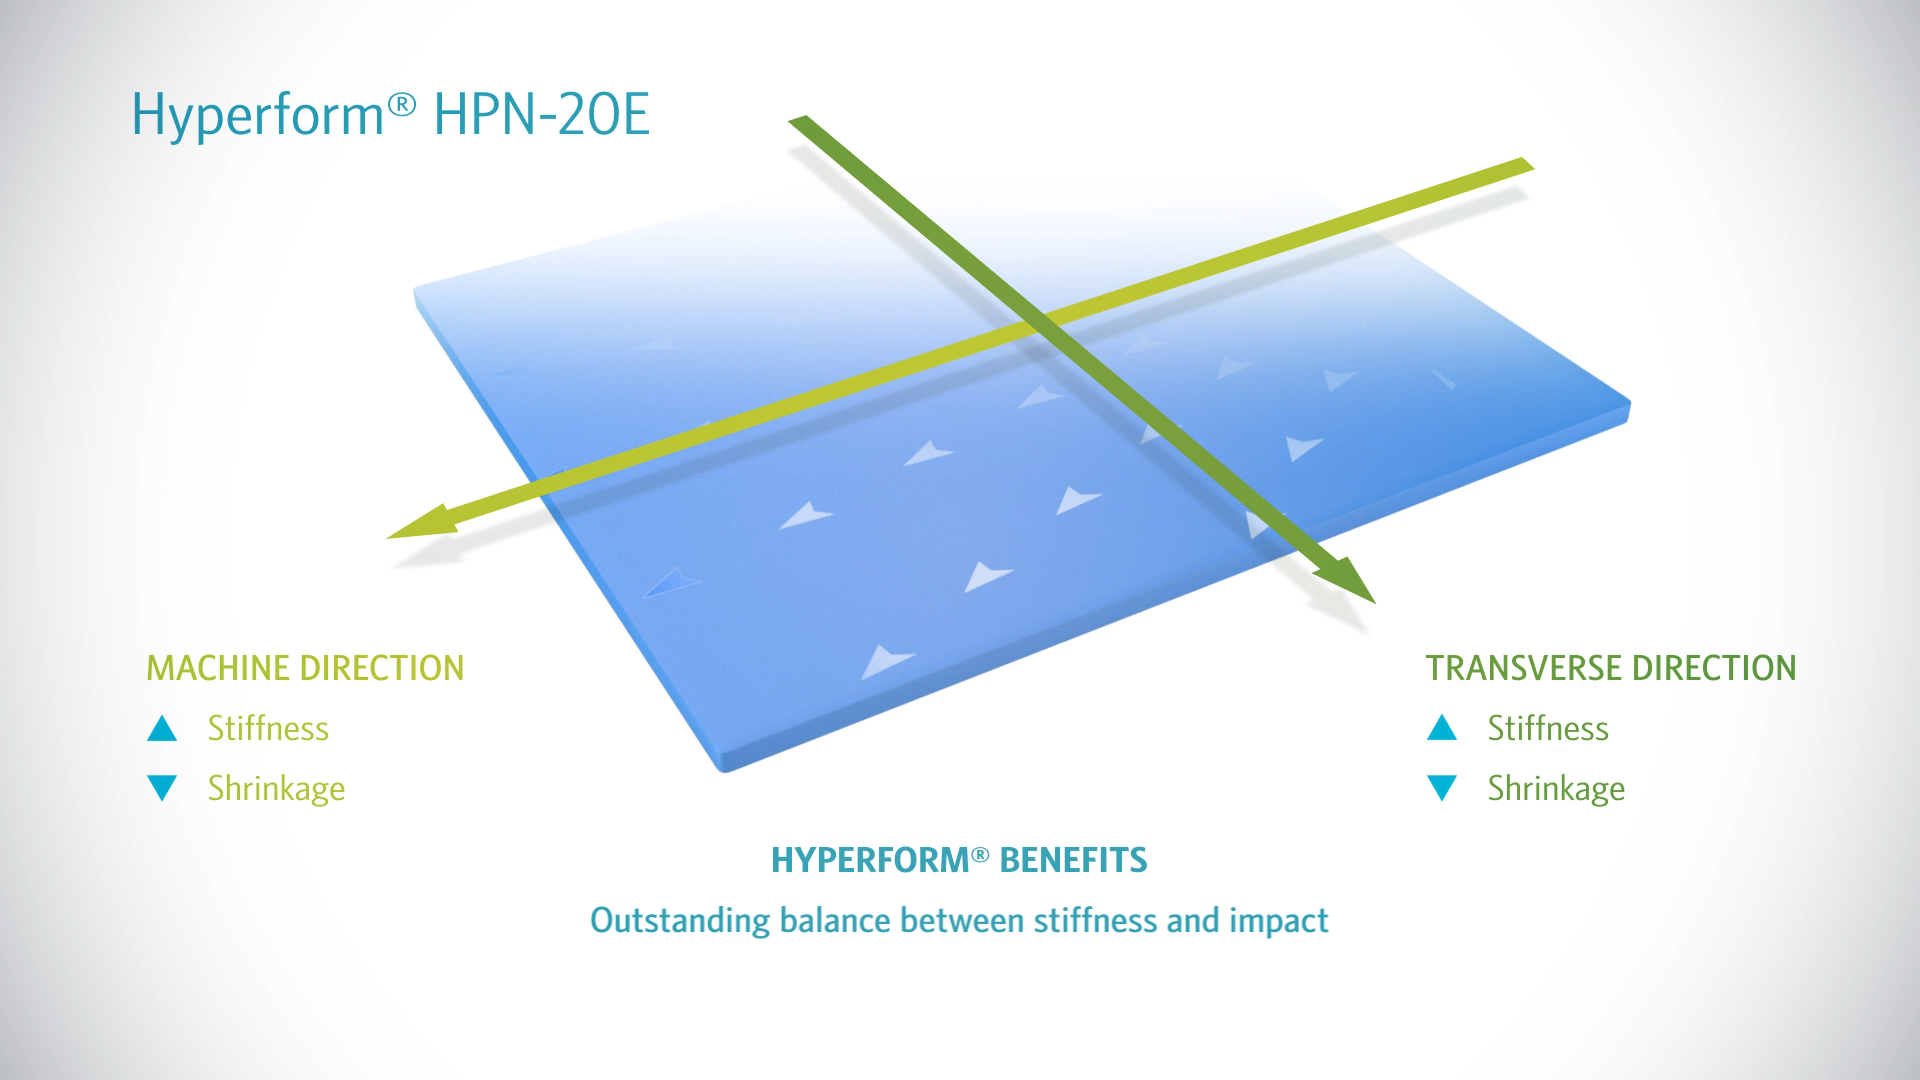 Hyperform® HPN-20E
MACHINE DIRECTION
▲ Stiffness
▼ Shrinkage
TRANSVERSE DIRECTION
▲ Stiffness
▼ Shrinkage
HYPERFORM® BENEFITS
Outstanding balance between stiffness and impact